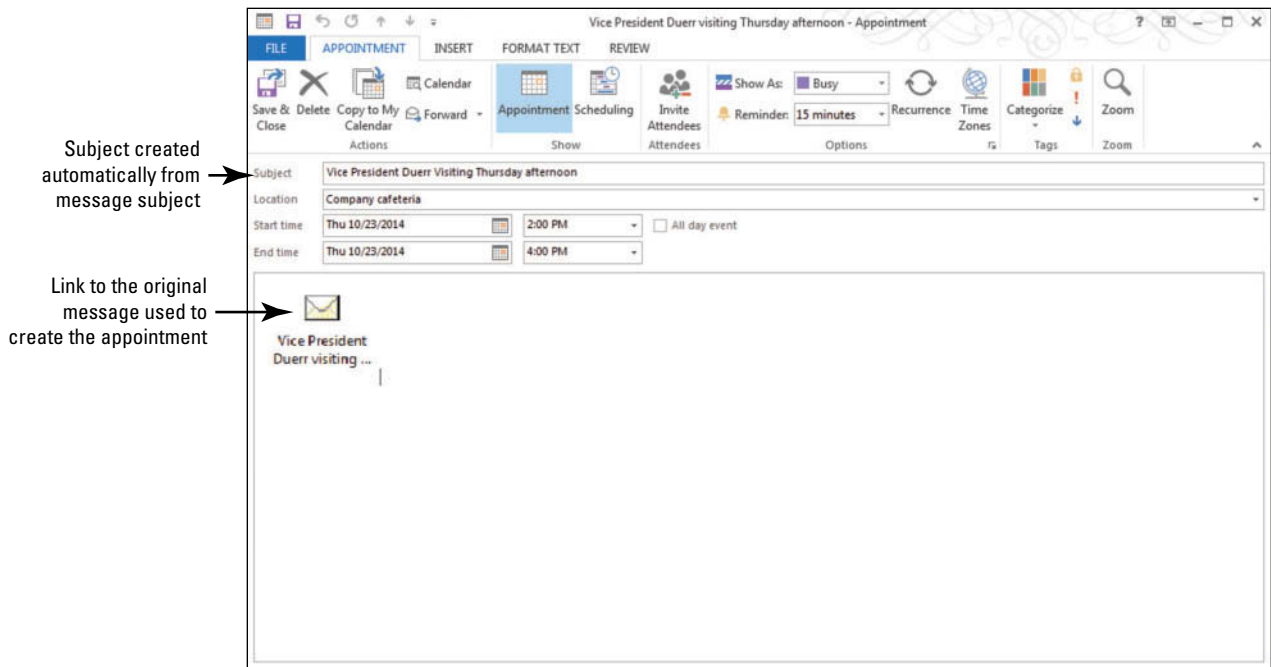 Vice President Duerr visiting Thursday afternoon - Appointment
?
FILE APPOINTMENT INSERT FORMAT TEXT REVIEW
Save & Close
Delete
Copy to My Calendar
Calendar
Forward
Actions
Appointment
Scheduling
Show
Invite Attendees
Attendees
Show As: Busy
Reminder: 15 minutes
Recurrence
Time Zones
Options
Categorize
Tags
Zoom
Zoom
Subject created
automatically from
message subject
Subject Vice President Duerr Visiting Thursday afternoon
Location Company cafeteria
Start time Thu 10/23/2014 2:00 PM All day event
End time Thu 10/23/2014 4:00 PM
Link to the original
message used to
create the appointment
Vice President
Duerr visiting ...